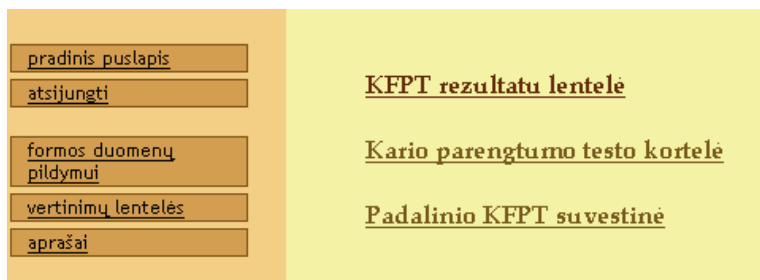 pradinis puslapis
atsijungti
formos duomenų
pildymui
vertinimų lentelės
aprašai
KFPT rezultatu lentelė
Kario parengtumo testo kortelė
Padalinio KFPT suvestinė